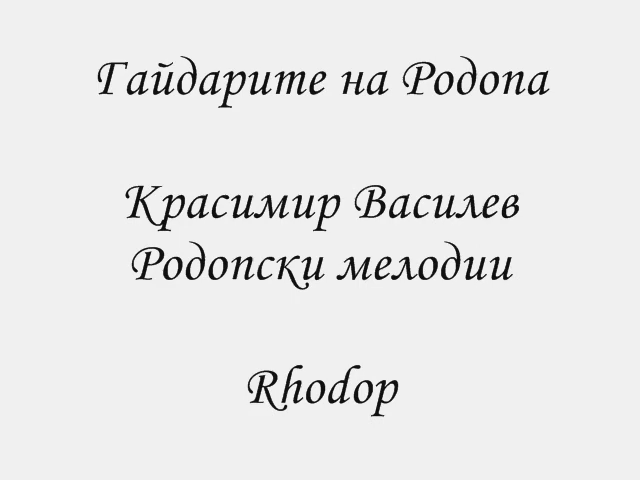 Гайдарите на Родопа
Красимир Василев
Родопски мелодии
Rhodop